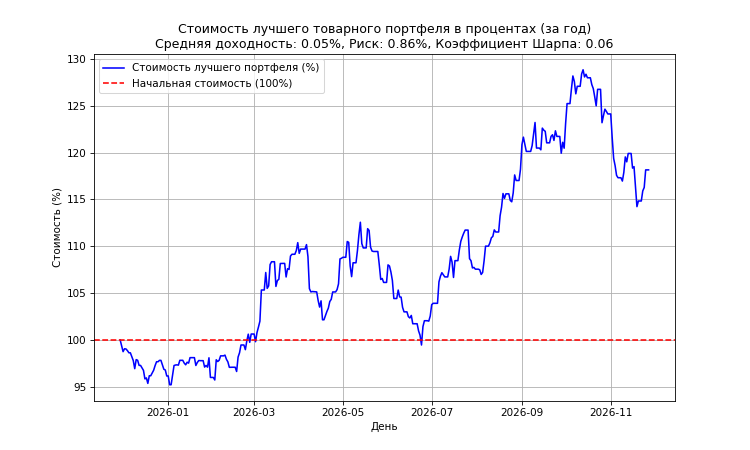 Стоимость лучшего товарного портфеля в процентах (за год)
Средняя доходность: 0.05%, Риск: 0.86%, Коэффициент Шарпа: 0.06
Стоимость лучшего портфеля (%)
Начальная стоимость (100%)
Стоимость (%)
130
125
120
115
110
105
100
95
2026-01 2026-03 2026-05 2026-07 2026-09 2026-11
День